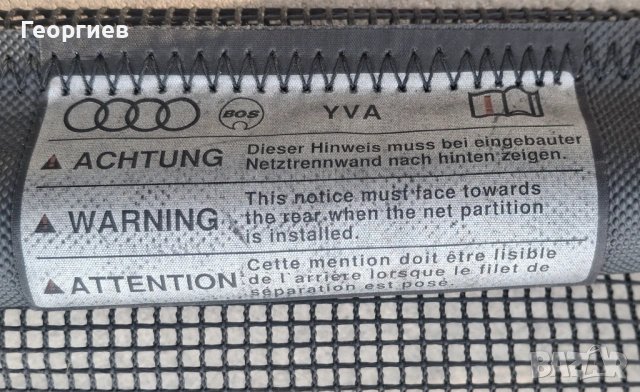 Георгиев
BOS
YVA
ACHTUNG
Dieser Hinweis muss bei eingebauter
Netztrennwand nach hinten zeigen.
WARNING
This notice must face towards
the rear when the net partition
is installed.
ATTENTION
Cette mention doit être lisible
de l'arrière lorsque le filet de
séparation est posé.
BAZAR